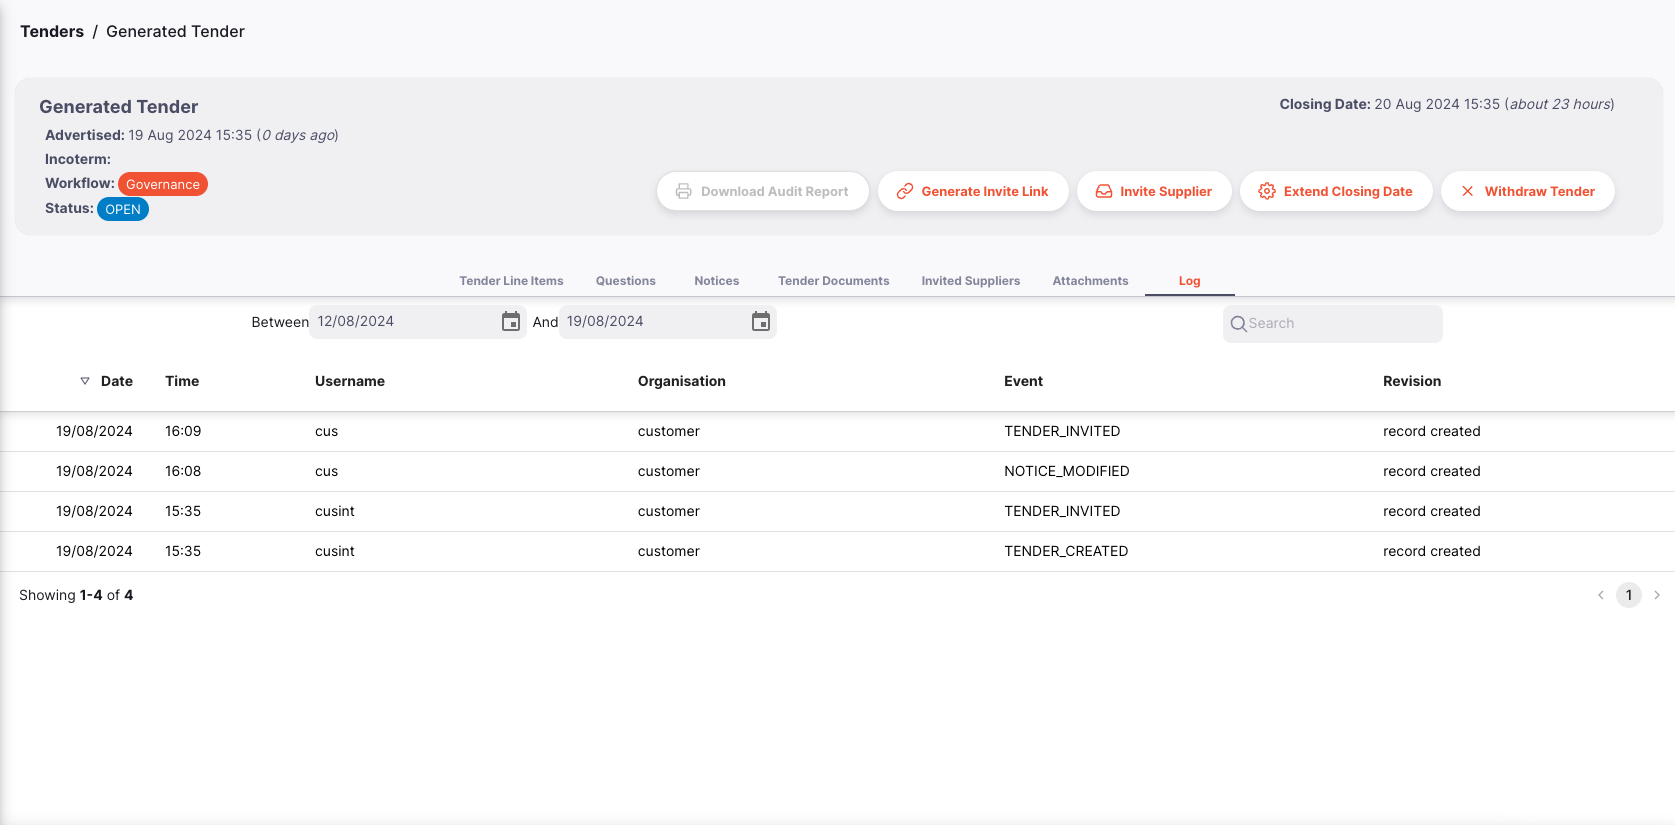 Tenders / Generated Tender
Generated Tender
Closing Date: 20 Aug 2024 15:35 (about 23 hours)
Advertised: 19 Aug 2024 15:35 (0 days ago)
Incoterm:
Workflow: Governance
Status: OPEN
Download Audit Report Generate Invite Link Invite Supplier Extend Closing Date Withdraw Tender
Tender Line Items Questions Notices Tender Documents Invited Suppliers Attachments Log
Between 12/08/2024 And 19/08/2024 Search
Date Time Username Organisation Event Revision
19/08/2024 16:09 cus customer TENDER_INVITED record created
19/08/2024 16:08 cus customer NOTICE_MODIFIED record created
19/08/2024 15:35 cusint customer TENDER_INVITED record created
19/08/2024 15:35 cusint customer TENDER_CREATED record created
Showing 1-4 of 4 1